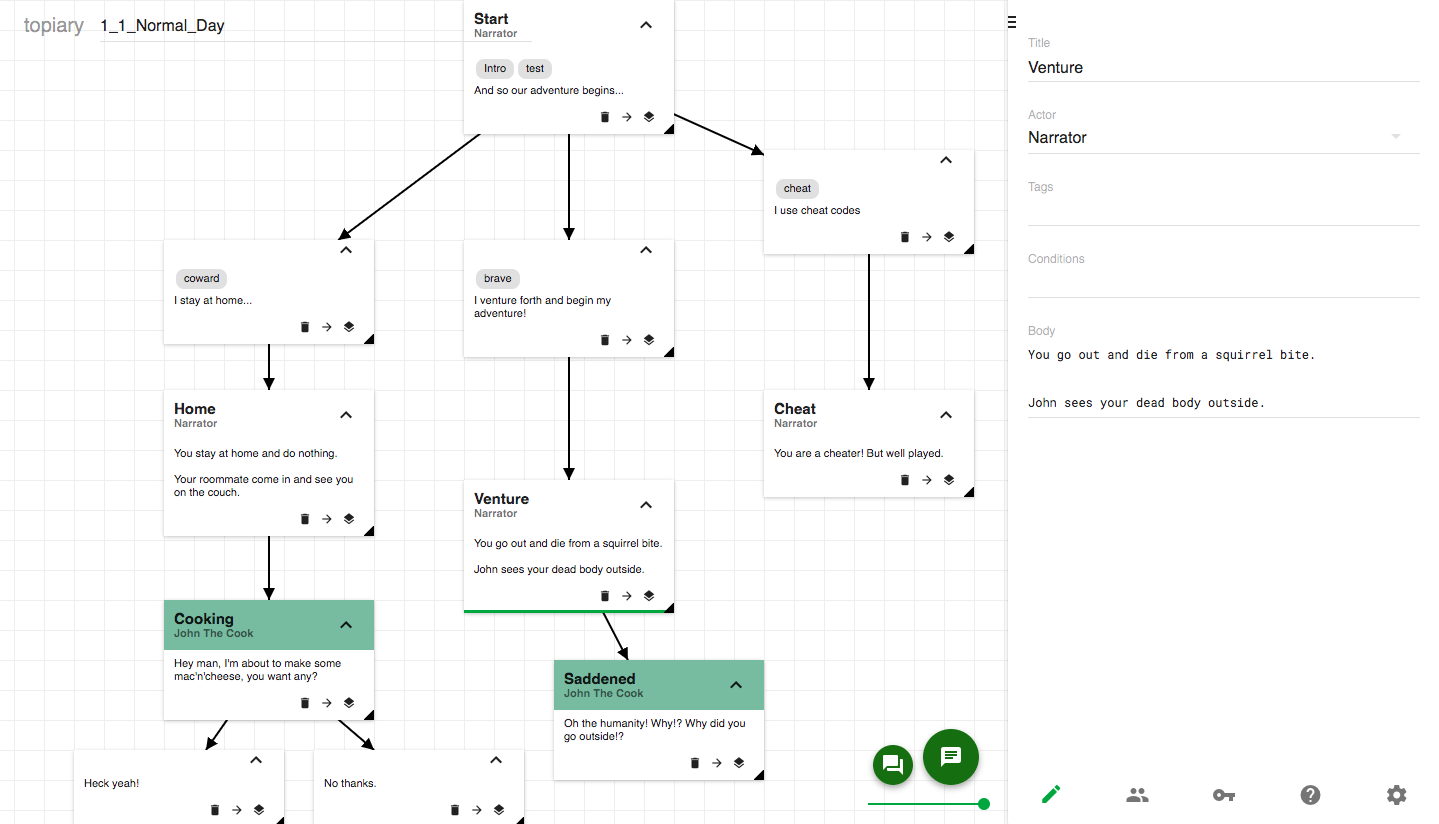 topiary
1_1_Normal_Day
Start
Narrator
Intro
test
And so our adventure begins...
cheat
I use cheat codes
coward
I stay at home...
brave
I venture forth and begin my
adventure!
Home
Narrator
You stay at home and do nothing.
Your roommate come in and see you
on the couch.
Cheat
Narrator
You are a cheater! But well played.
Venture
Narrator
You go out and die from a squirrel bite.
John sees your dead body outside.
Cooking
John The Cook
Hey man, I'm about to make some
mac'n'cheese, you want any?
Saddened
John The Cook
Oh the humanity! Why!? Why did you
go outside!?
Heck yeah!
No thanks.
Title
Venture
Actor
Narrator
Tags
Conditions
Body
You go out and die from a squirrel bite.
John sees your dead body outside.